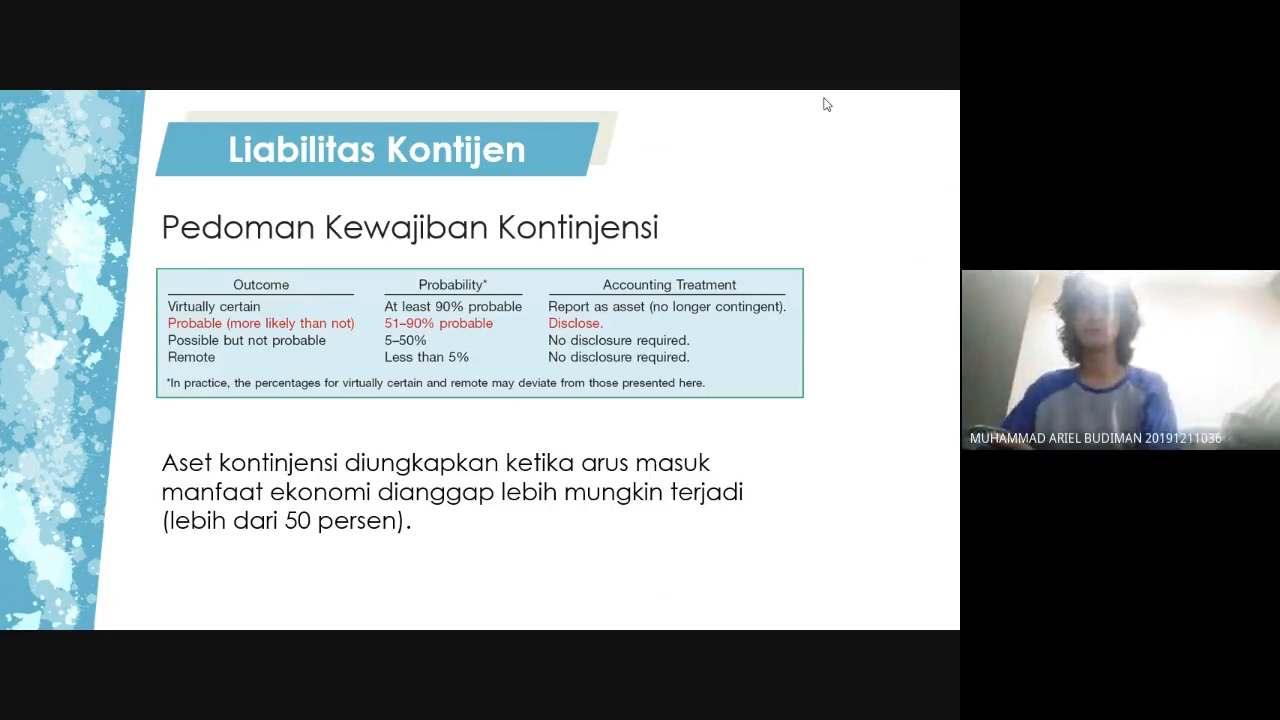 Liabilitas Kontijen
Pedoman Kewajiban Kontinjensi
Outcome Probability* Accounting Treatment
Virtually certain At least 90% probable Report as asset (no longer contingent).
Probable (more likely than not) 51–90% probable Disclose.
Possible but not probable 5–50% No disclosure required.
Remote Less than 5% No disclosure required.
*In practice, the percentages for virtually certain and remote may deviate from those presented here.
Aset kontinjensi diungkapkan ketika arus masuk
manfaat ekonomi dianggap lebih mungkin terjadi
(lebih dari 50 persen).
MUHAMMAD ARIEL BUDIMAN 20191211036